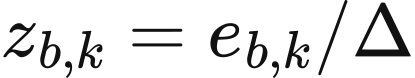 z_{b,k} = e_{b,k}/Δ